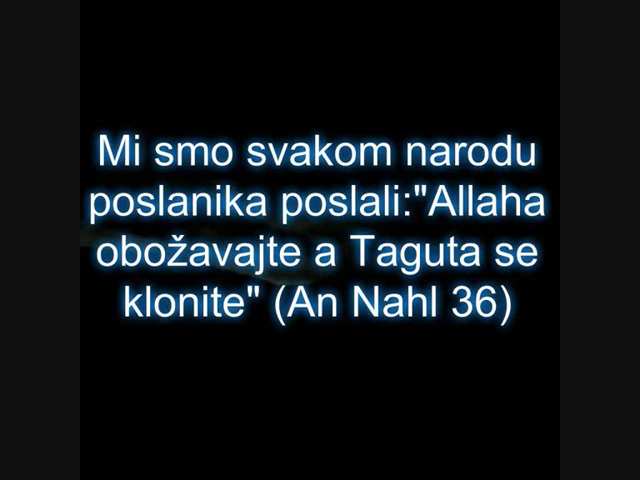 Mi smo svakom narodu
poslanika poslali:"Allaha
obožavajte a Taguta se
klonite" (An Nahl 36)